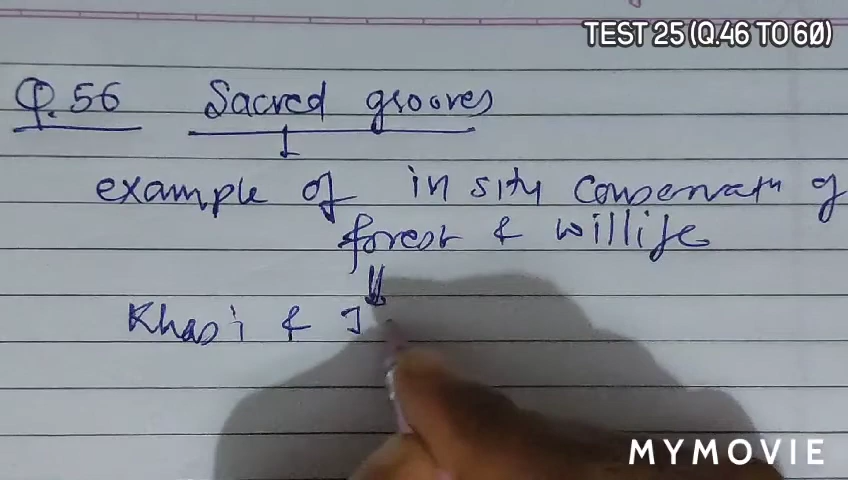 TEST 25 (Q.46 TO 60)
Q.56 Sacred grooves
example of in situ conservatn of
forest & willife
Khasi & J
MYMOVIE